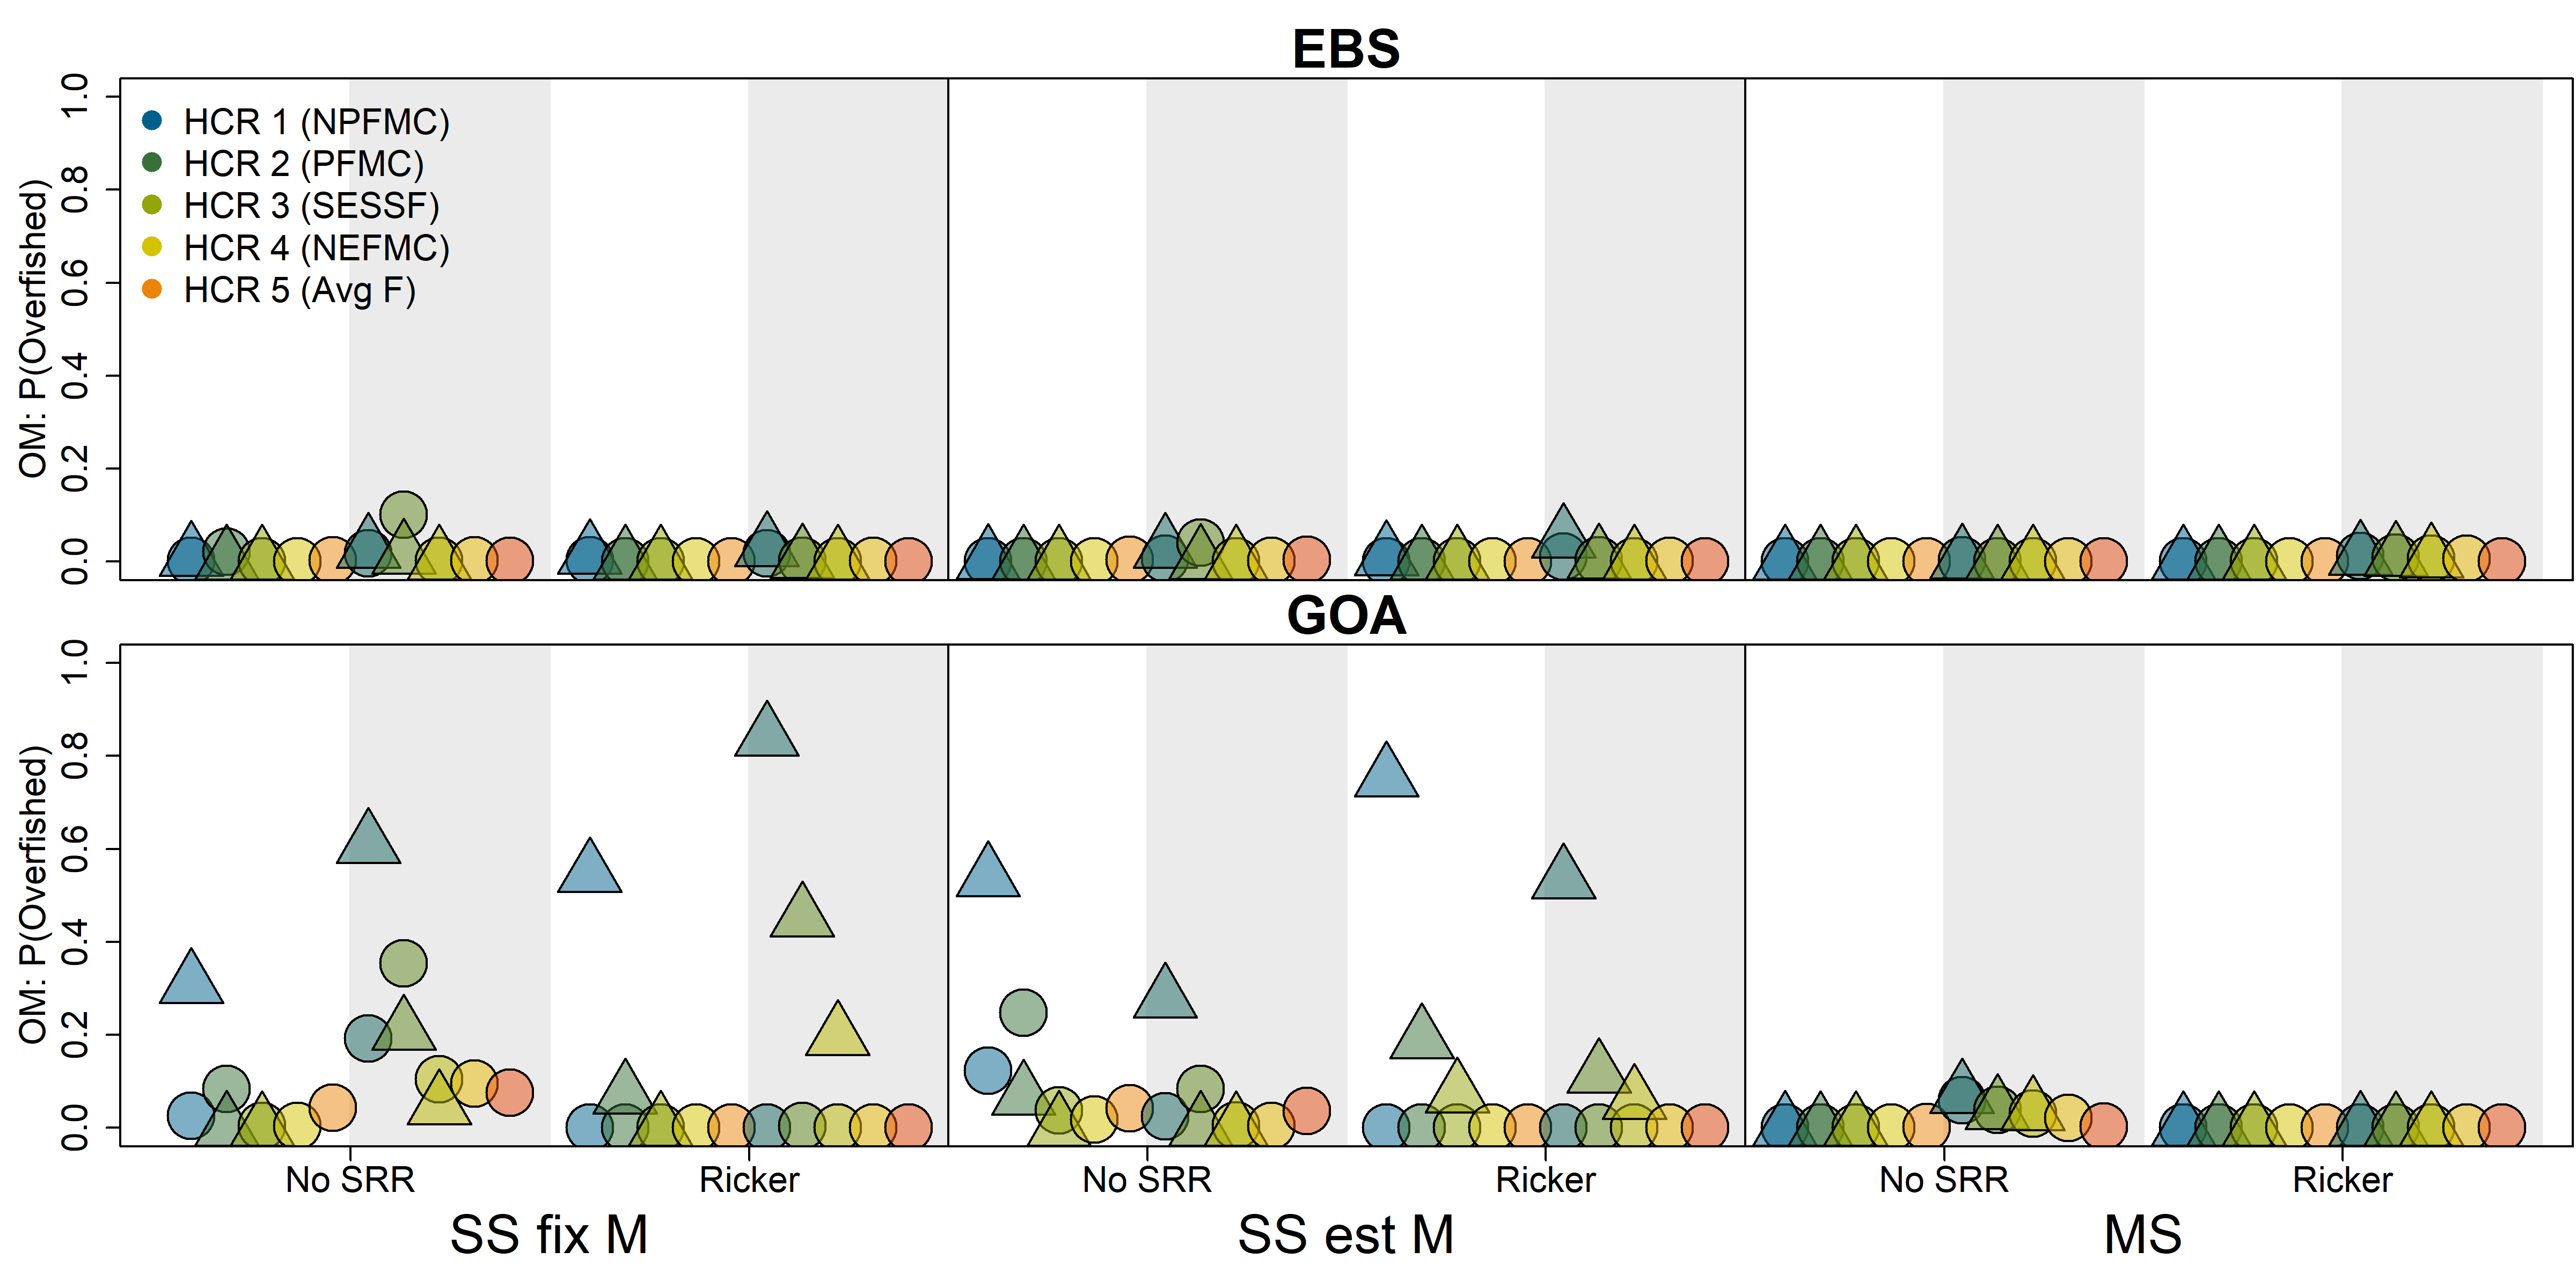 EBS
OM: P(Overfished)
1.0
0.8
0.6
0.4
0.2
0.0
HCR 1 (NPFMC)
HCR 2 (PFMC)
HCR 3 (SESSF)
HCR 4 (NEFMC)
HCR 5 (Avg F)
GOA
OM: P(Overfished)
1.0
0.8
0.6
0.4
0.2
0.0
No SRR Ricker No SRR Ricker No SRR Ricker
SS fix M SS est M MS